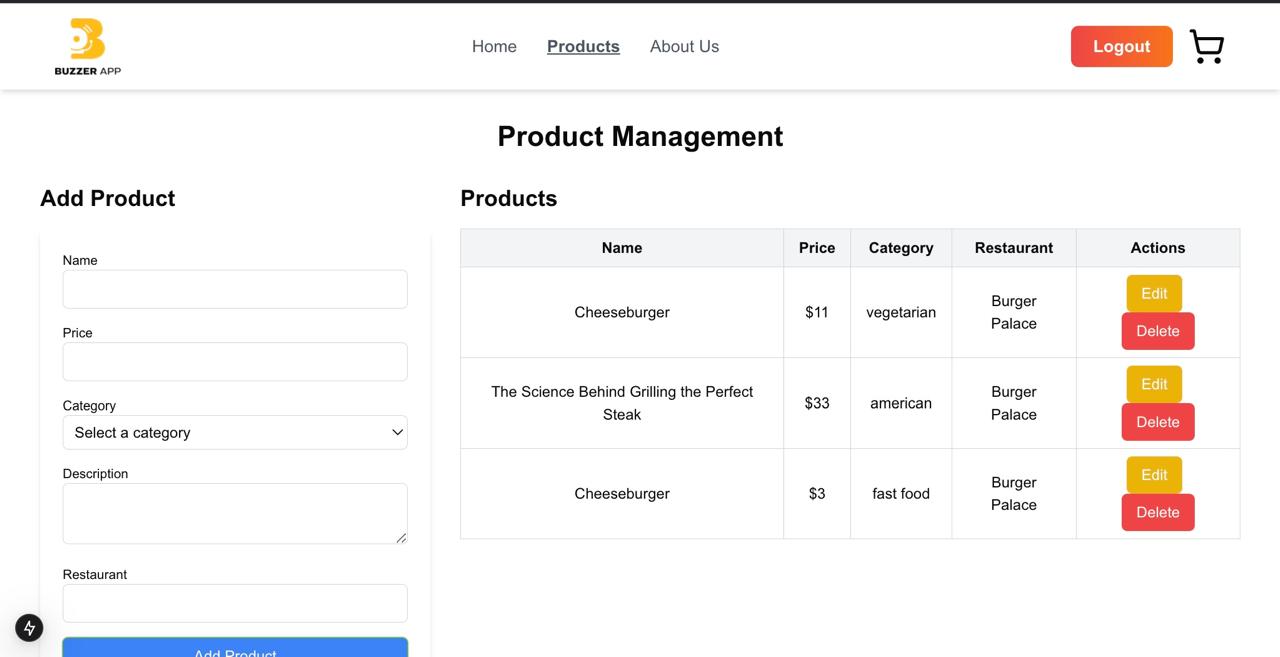 BUZZER APP
Home Products About Us
Logout
Product Management
Add Product
Name
Price
Category
Select a category
Description
Restaurant
Add Product
Products
Name Price Category Restaurant Actions
Cheeseburger $11 vegetarian Burger Palace Edit Delete
The Science Behind Grilling the Perfect Steak $33 american Burger Palace Edit Delete
Cheeseburger $3 fast food Burger Palace Edit Delete